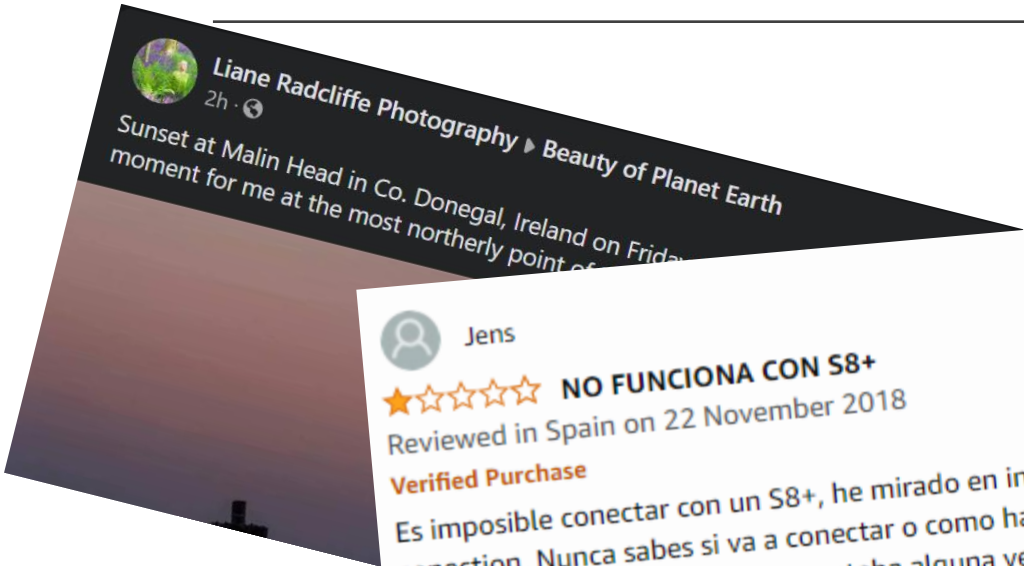 Liane Radcliffe Photography ▸ Beauty of Planet Earth
2h ·
Sunset at Malin Head in Co. Donegal, Ireland on Friday
moment for me at the most northerly point of
Jens
NO FUNCIONA CON S8+
Reviewed in Spain on 22 November 2018
Verified Purchase
Es imposible conectar con un S8+, he mirado en
Nunca sabes si va a conectar o como
alguna